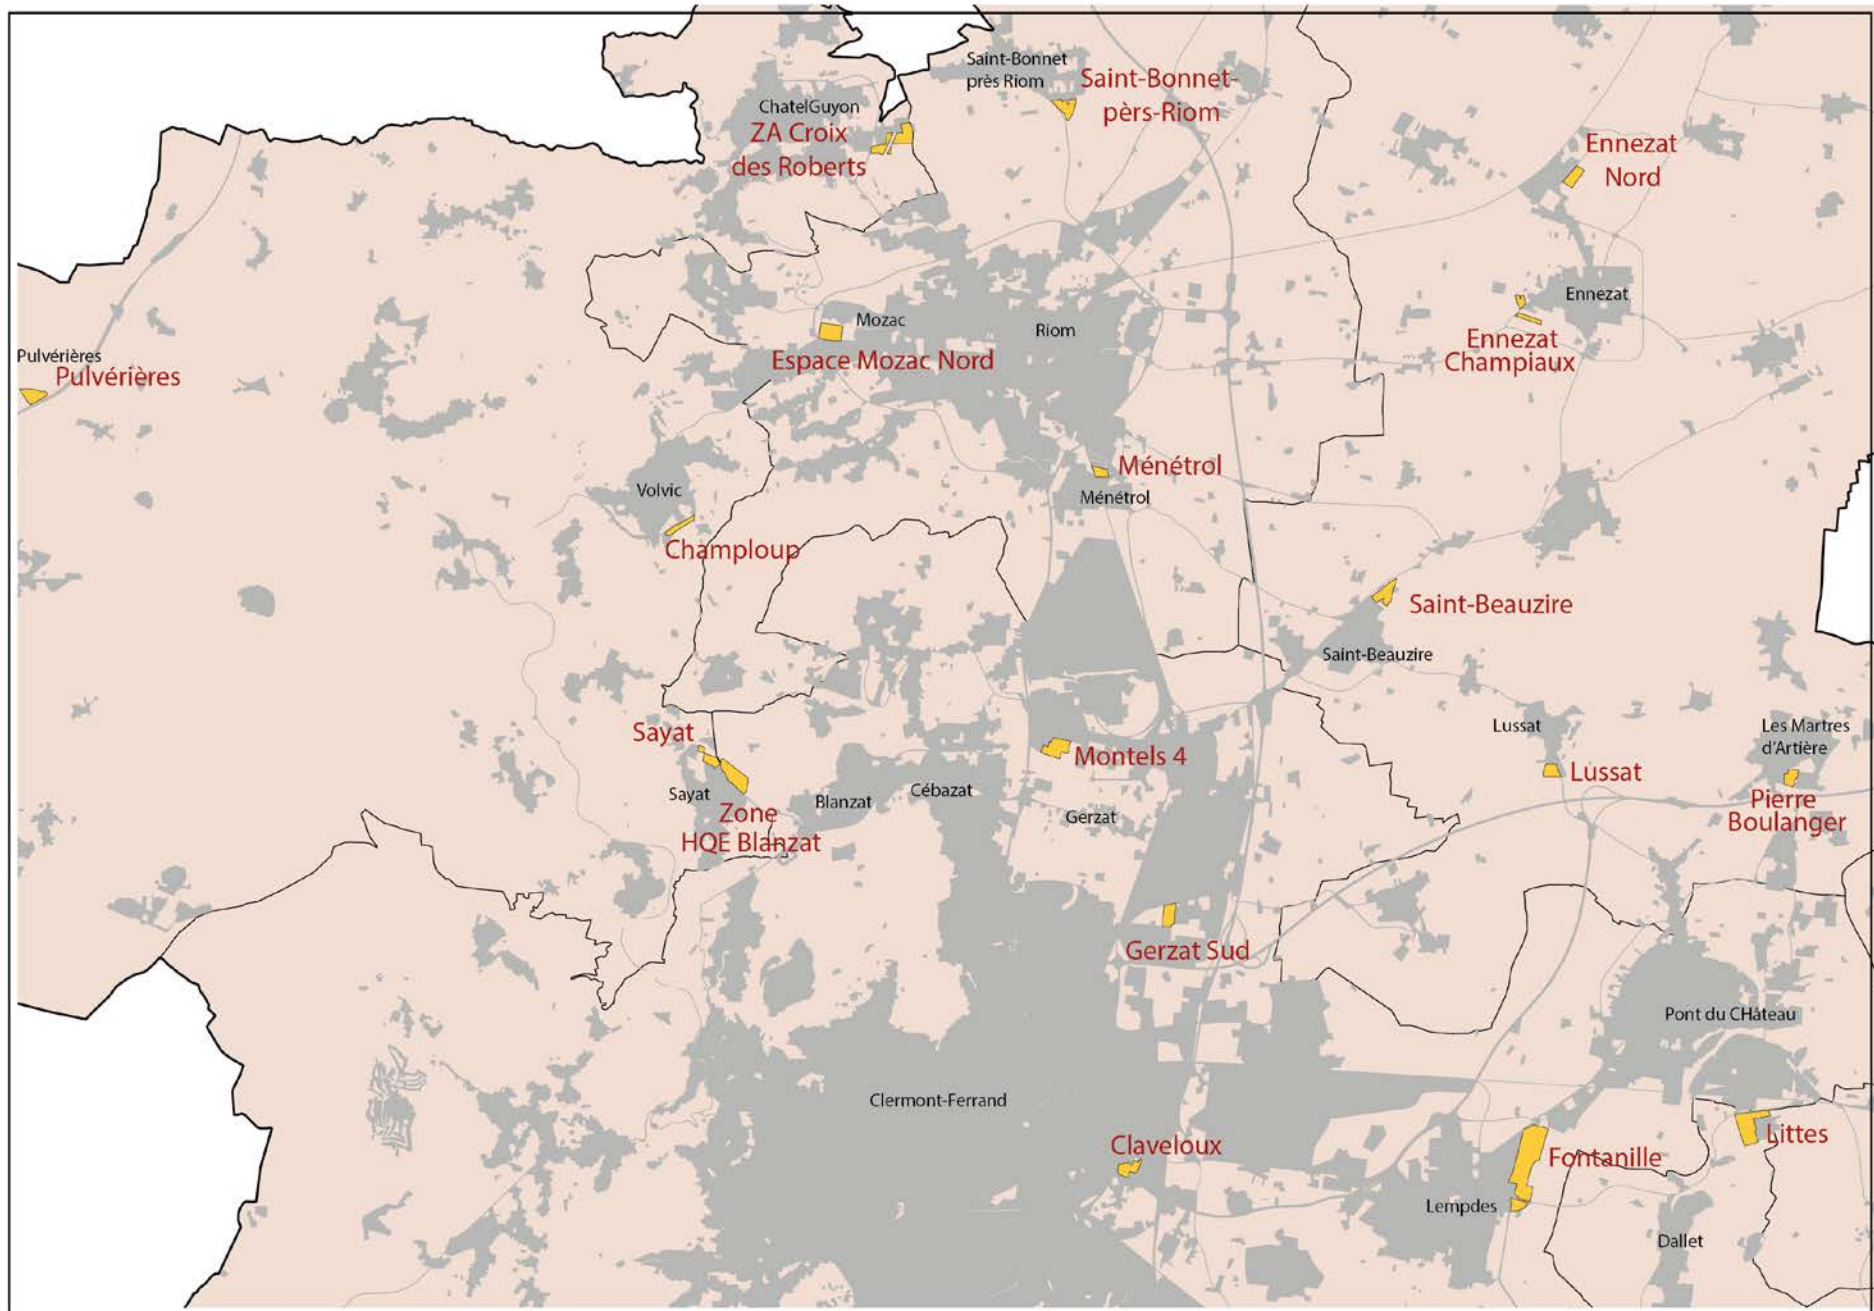 Saint-Bonnet
près Riom
Saint-Bonnet-
pèrs-Riom
ChatelGuyon
ZA Croix
des Roberts
Ennezat
Nord
Ennezat
Ennezat
Champiaux
Mozac
Riom
Espace Mozac Nord
Pulvérières
Pulvérières
Ménétrol
Ménétrol
Volvic
Champloup
Saint-Beauzire
Saint-Beauzire
Sayat
Sayat
Zone
HQE Blanzat
Blanzat
Cébazat
Montels 4
Gerzat
Lussat
Lussat
Les Martres
d'Artière
Pierre
Boulanger
Gerzat Sud
Pont du CHâteau
Clermont-Ferrand
Claveloux
Fontanille
Littes
Lempdes
Dallet